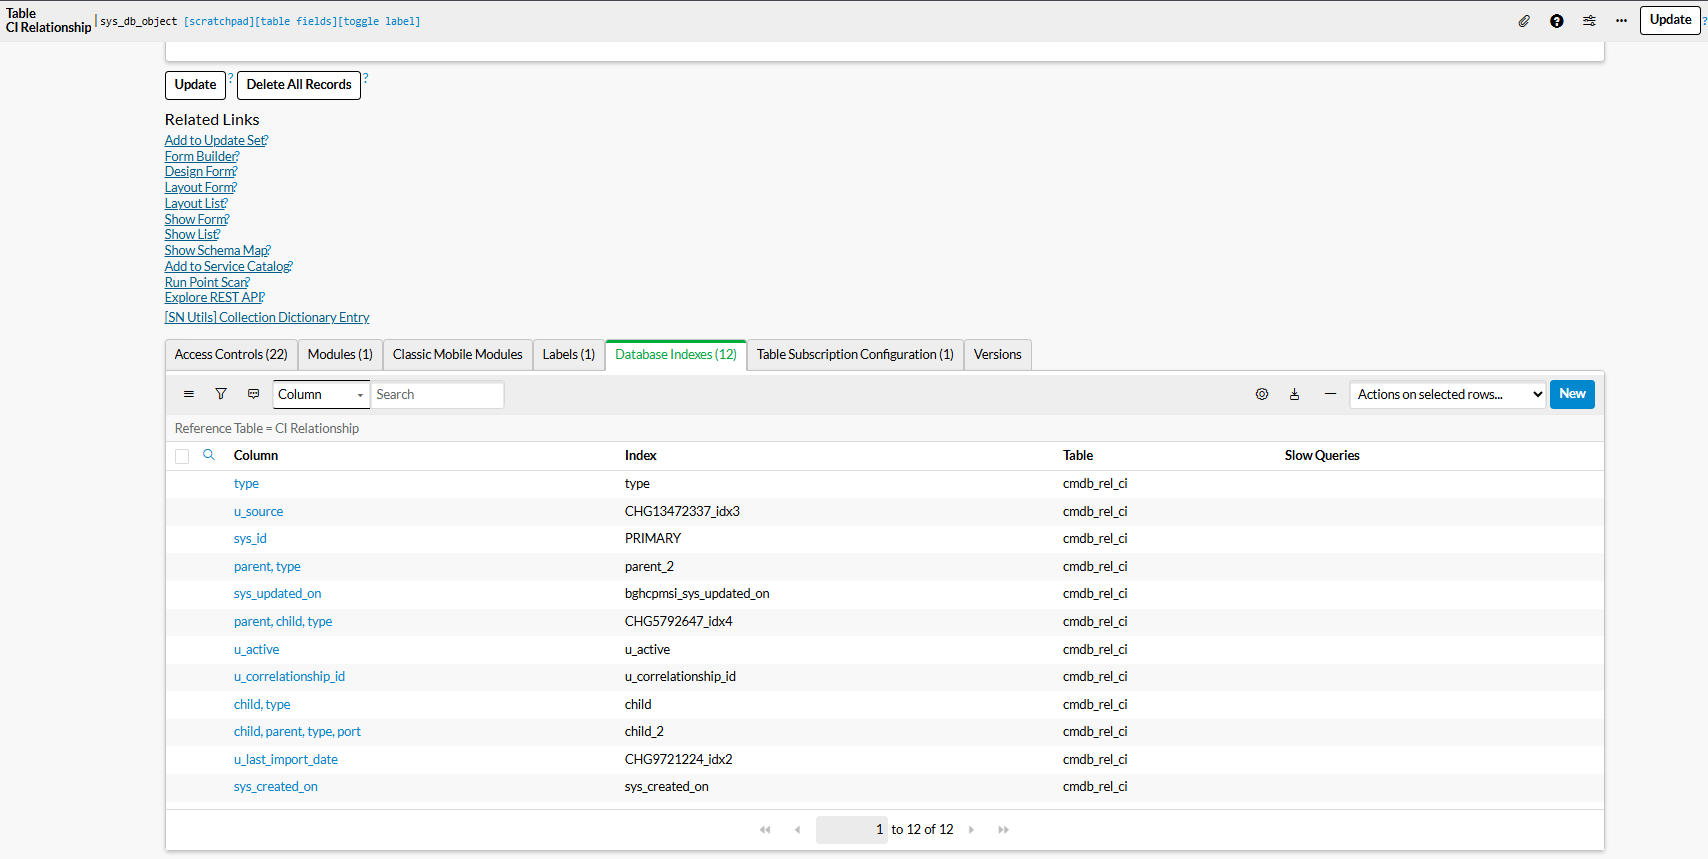 Table
CI Relationship
sys_db_object [scratchpad][table fields][toggle label]
Update ?
Update ? Delete All Records ?
Related Links
Add to Update Set?
Form Builder?
Design Form?
Layout Form?
Layout List?
Show Form?
Show List?
Show Schema Map?
Add to Service Catalog?
Run Point Scan?
Explore REST API?
[SN Utils] Collection Dictionary Entry
Access Controls (22) Modules (1) Classic Mobile Modules Labels (1) Database Indexes (12) Table Subscription Configuration (1) Versions
Column Search Actions on selected rows... New
Reference Table = CI Relationship
Column Index Table Slow Queries
type type cmdb_rel_ci
u_source CHG13472337_idx3 cmdb_rel_ci
sys_id PRIMARY cmdb_rel_ci
parent, type parent_2 cmdb_rel_ci
sys_updated_on bghcpmsi_sys_updated_on cmdb_rel_ci
parent, child, type CHG5792647_idx4 cmdb_rel_ci
u_active u_active cmdb_rel_ci
u_correlationship_id u_correlationship_id cmdb_rel_ci
child, type child cmdb_rel_ci
child, parent, type, port child_2 cmdb_rel_ci
u_last_import_date CHG9721224_idx2 cmdb_rel_ci
sys_created_on sys_created_on cmdb_rel_ci
1 to 12 of 12